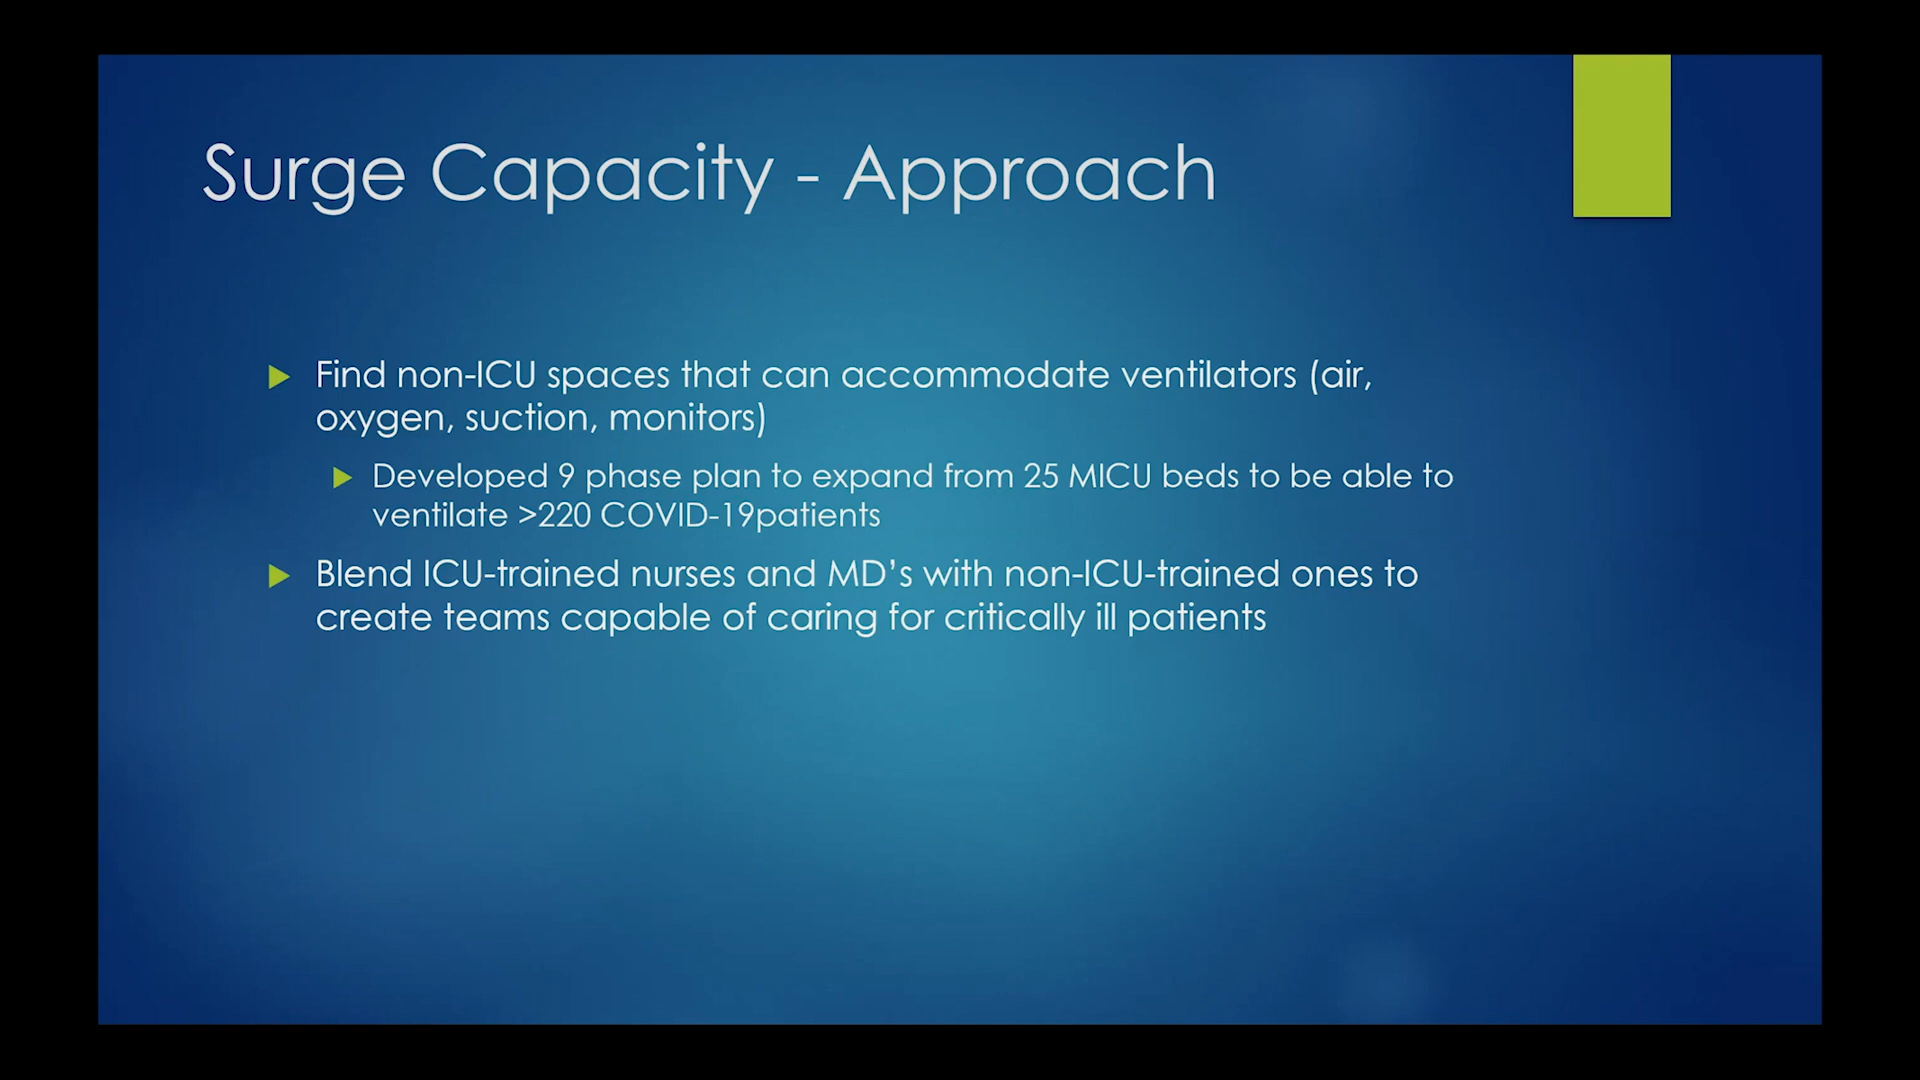 Surge Capacity - Approach
Find non-ICU spaces that can accommodate ventilators (air,
oxygen, suction, monitors)
Developed 9 phase plan to expand from 25 MICU beds to be able to
ventilate >220 COVID-19patients
Blend ICU-trained nurses and MD’s with non-ICU-trained ones to
create teams capable of caring for critically ill patients